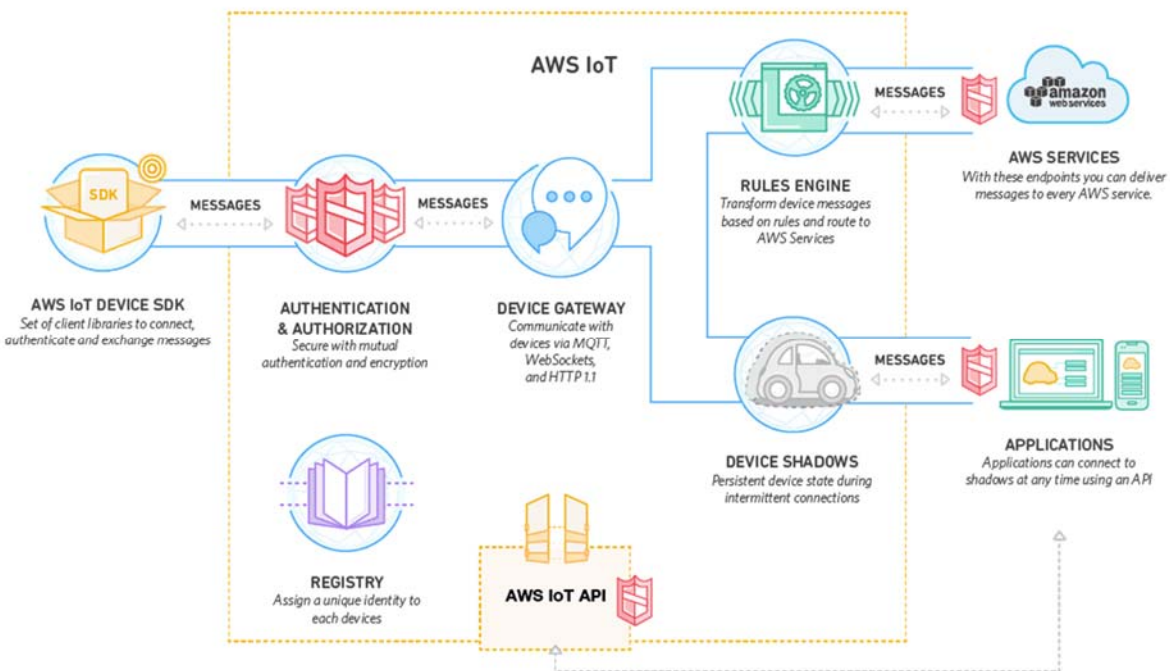 AWS IoT
SDK
MESSAGES
MESSAGES
MESSAGES
amazon
webservices
AWS SERVICES
With these endpoints you can deliver
messages to every AWS service.
RULES ENGINE
Transform device messages
based on rules and route to
AWS Services
AWS IoT DEVICE SDK
Set of client libraries to connect,
authenticate and exchange messages
AUTHENTICATION
& AUTHORIZATION
Secure with mutual
authentication and encryption
DEVICE GATEWAY
Communicate with
devices via MQTT,
WebSockets,
and HTTP 1.1
MESSAGES
DEVICE SHADOWS
Persistent device state during
intermittent connections
APPLICATIONS
Applications can connect to
shadows at any time using an API
REGISTRY
Assign a unique identity to
each devices
AWS IoT API